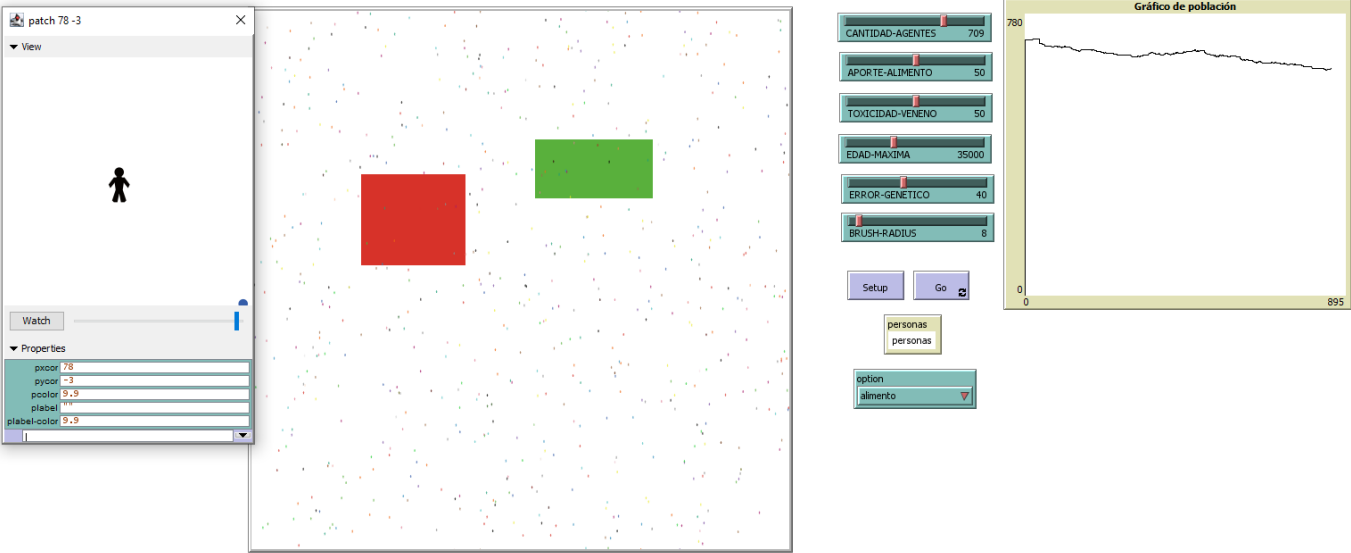 patch 78 -3
View
Watch
Properties
pxcor 78
pycor -3
pcolor 9.9
plabel ""
plabel-color 9.9
CANTIDAD-AGENTES 709
APORTE-ALIMENTO 50
TOXICIDAD-VENENO 50
EDAD-MAXIMA 35000
ERROR-GENETICO 40
BRUSH-RADIUS 8
Setup
Go
personas
personas
option
alimento
Gráfico de población
780
0
0 895